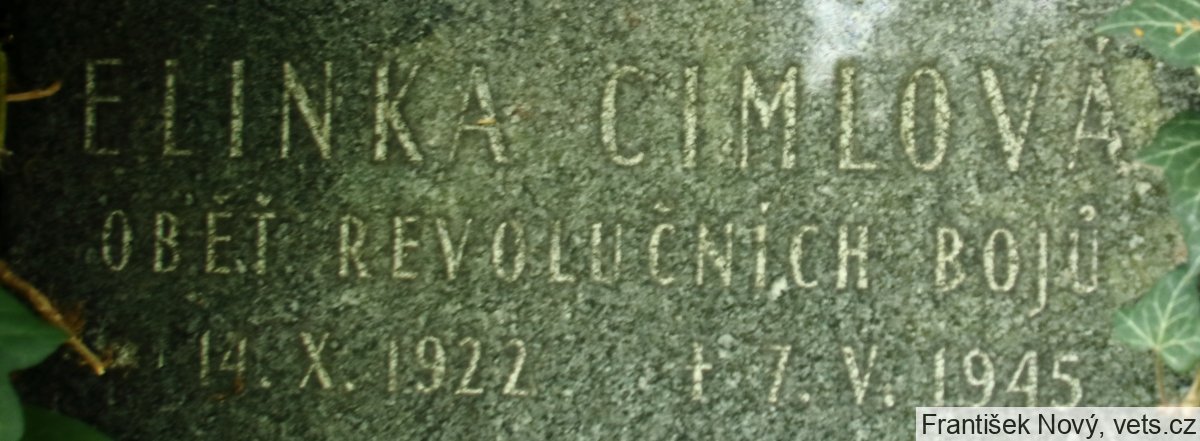 ELINKA CIMLOVÁ
OBĚŤ REVOLUČNÍCH BOJŮ
* 14. X. 1922 † 7. V. 1945
František Nový, vets.cz